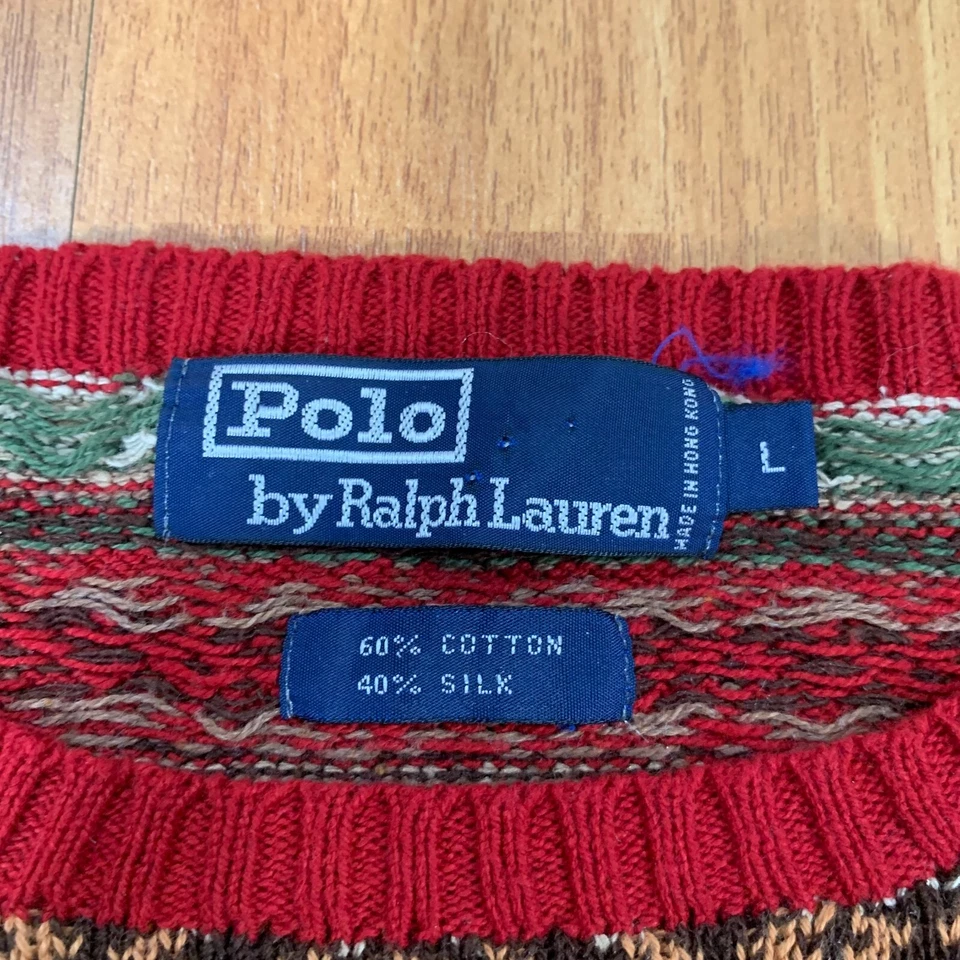 Polo
by Ralph Lauren
MADE IN HONG KONG
L
60% COTTON
40% SILK